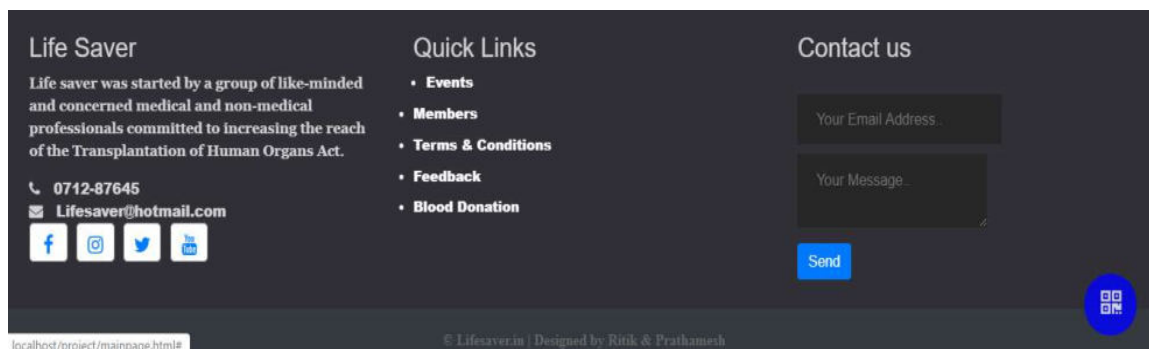 Life Saver
Life saver was started by a group of like-minded
and concerned medical and non-medical
professionals committed to increasing the reach
of the Transplantation of Human Organs Act.
0712-87645
Lifesaver@hotmail.com
You
Tube
Quick Links
• Events
• Members
• Terms & Conditions
• Feedback
• Blood Donation
Contact us
Your Email Address..
Your Message..
Send
© Lifesaver.in | Designed by Ritik & Prathamesh
localhost/project/mainpage.html#